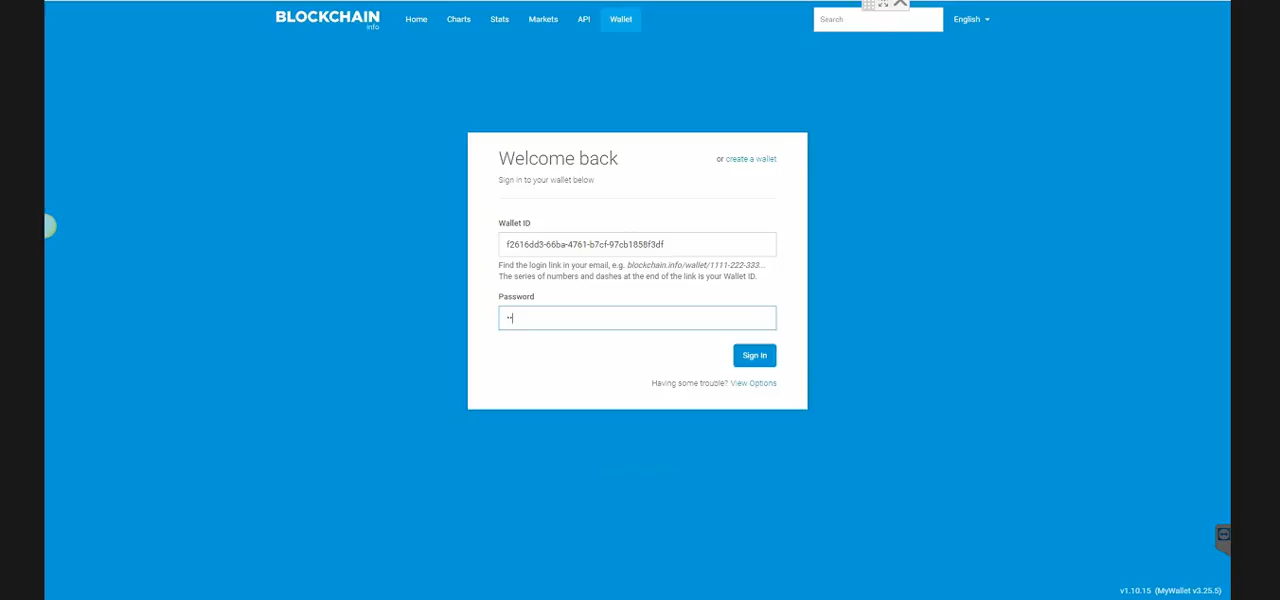 BLOCKCHAIN
info
Home Charts Stats Markets API Wallet
Search
English
Welcome back
or create a wallet
Sign in to your wallet below
Wallet ID
f2616dd3-66ba-4761-b7cf-97cb1858f3df
Find the login link in your email, e.g. blockchain.info/wallet/1111-222-333...
The series of numbers and dashes at the end of the link is your Wallet ID.
Password
Sign In
Having some trouble? View Options
v1.10.15 (MyWallet v3.25.5)